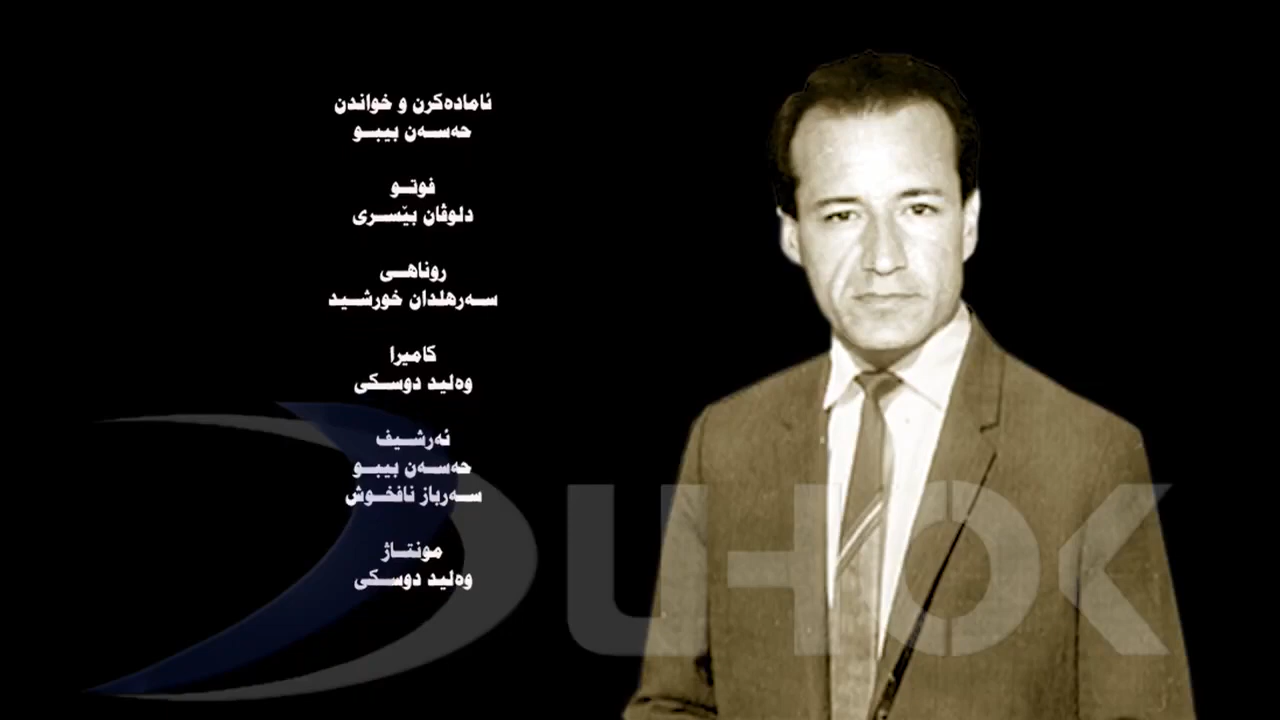 ئامادەکرن و خواندن
حەسەن بیبو
فوتو
دلوڤان بێسری
روناهی
سەرهلدان خورشید
کامیرا
وەلید دوسکی
ئەرشیف
حەسەن بیبو
سەرباز نافخوش
مونتاژ
وەلید دوسکی
DUHOK